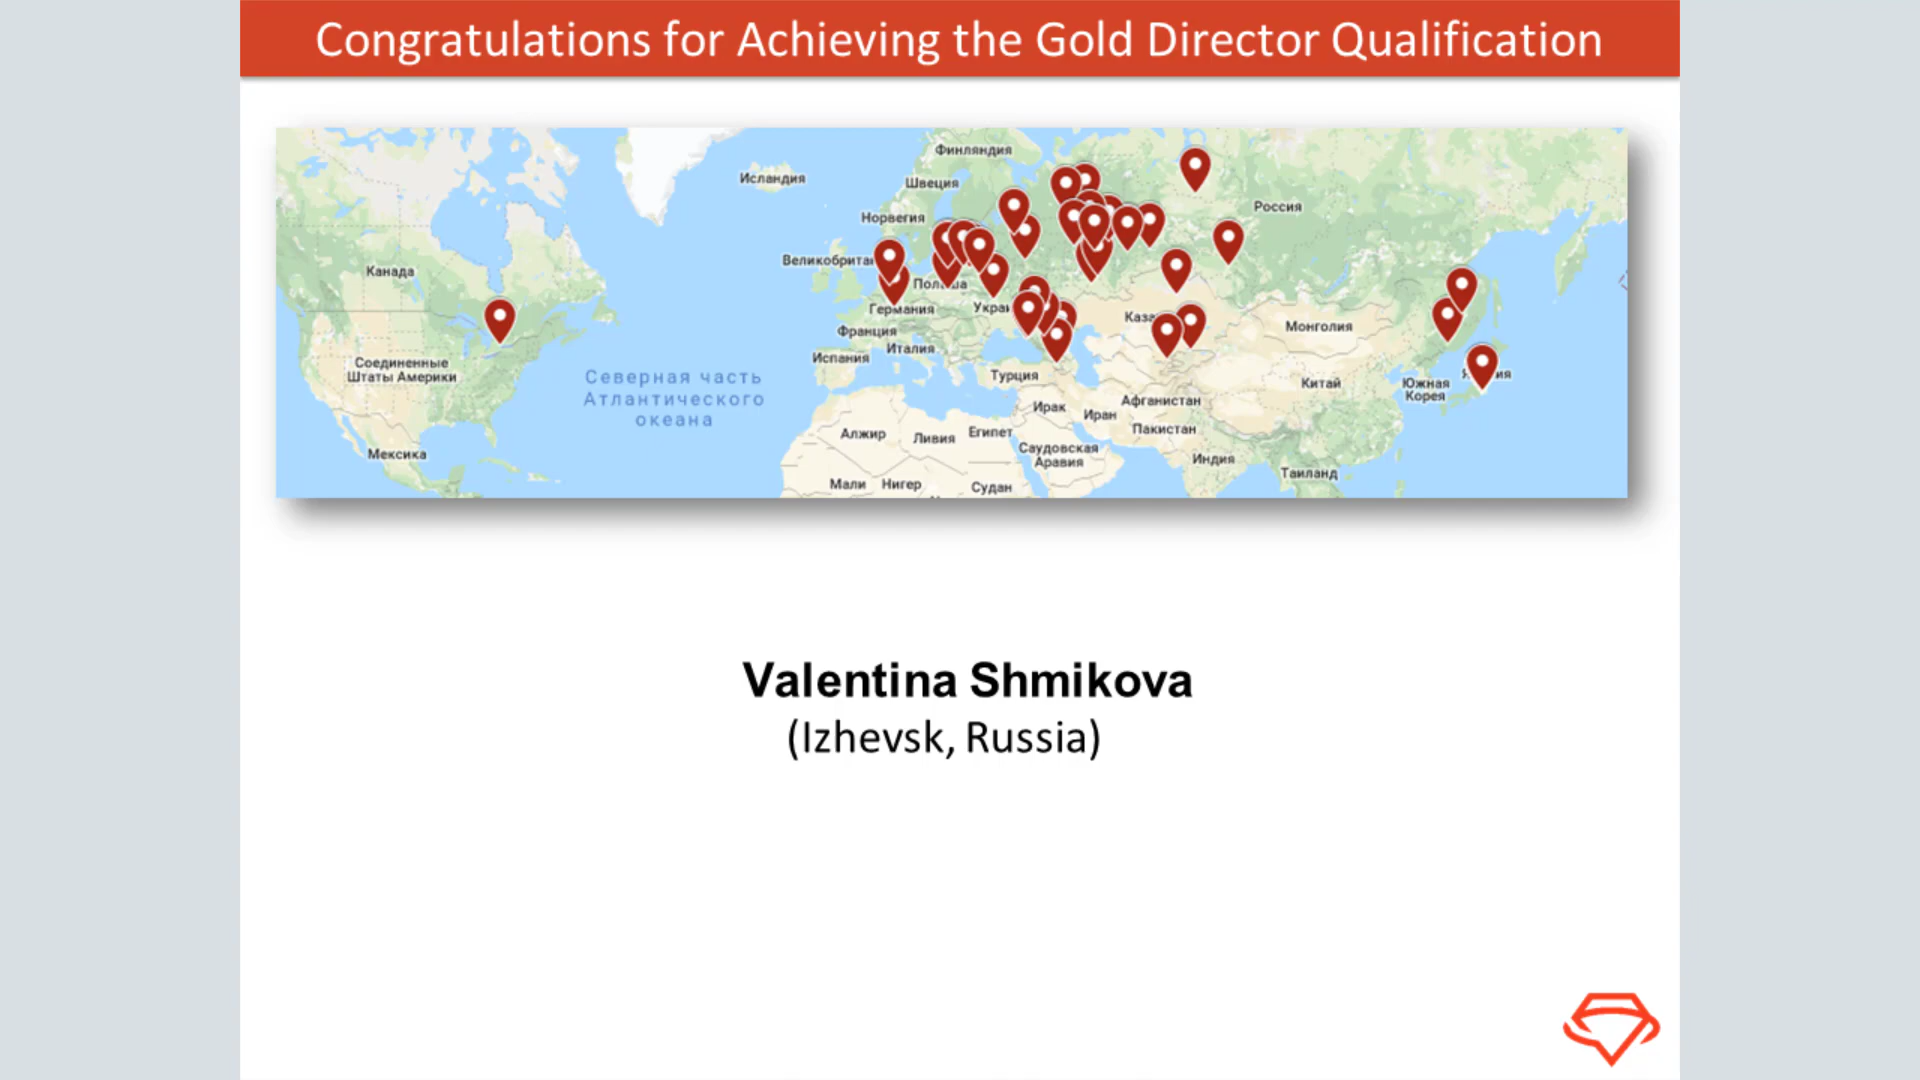 Congratulations for Achieving the Gold Director Qualification
Финляндия
Исландия
Швеция
Россия
Норвегия
Канада
Германия
Монголия
Франция
Италия
Испания
Соединенные
Штаты Америки
Турция
Китай
Южная
Корея
Северная часть
Атлантического
океана
Афганистан
Ирак
Иран
Пакистан
Алжир
Ливия
Египет
Саудовская
Аравия
Индия
Мексика
Таиланд
Мали
Нигер
Судан
Valentina Shmikova
(Izhevsk, Russia)